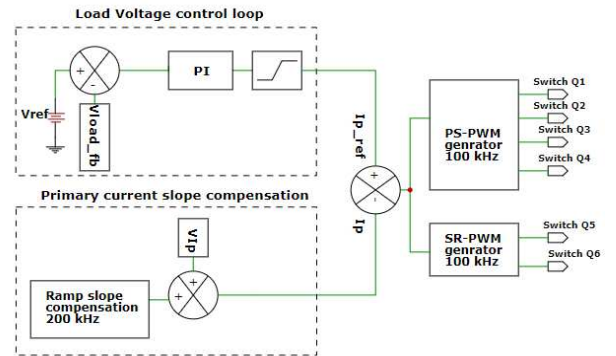 Load Voltage control loop
Vref
+
-
Vload_fb
PI
Ip_ref
+
-
Ip
PS-PWM
genrator
100 kHz
Switch Q1
Switch Q2
Switch Q3
Switch Q4
SR-PWM
genrator
100 kHz
Switch Q5
Switch Q6
Primary current slope compensation
VIp
+
+
Ramp slope
compensation
200 kHz